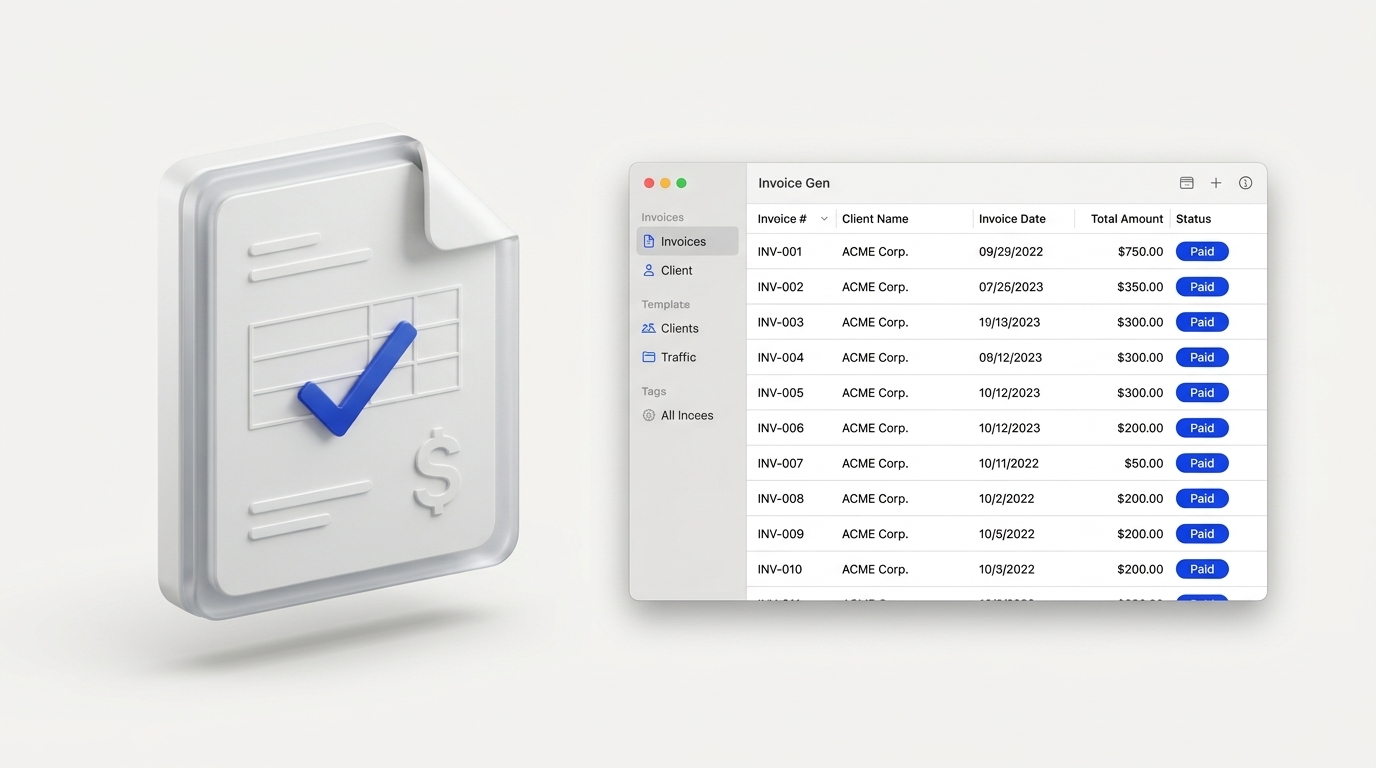 $
Invoice Gen
Invoices
Invoices
Client
Template
Clients
Traffic
Tags
All Incees
Invoice # Client Name Invoice Date Total Amount Status
INV-001 ACME Corp. 09/29/2022 $750.00 Paid
INV-002 ACME Corp. 07/26/2023 $350.00 Paid
INV-003 ACME Corp. 10/13/2023 $300.00 Paid
INV-004 ACME Corp. 08/12/2023 $300.00 Paid
INV-005 ACME Corp. 10/12/2023 $300.00 Paid
INV-006 ACME Corp. 10/12/2023 $200.00 Paid
INV-007 ACME Corp. 10/11/2022 $50.00 Paid
INV-008 ACME Corp. 10/2/2022 $200.00 Paid
INV-009 ACME Corp. 10/5/2022 $200.00 Paid
INV-010 ACME Corp. 10/3/2022 $200.00 Paid